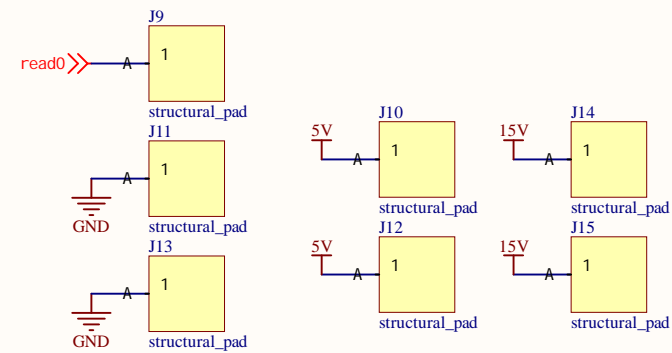 J9
read0
A
1
structural_pad
J11
A
1
GND
structural_pad
J13
A
1
GND
structural_pad
J10
5V
A
1
structural_pad
J12
5V
A
1
structural_pad
J14
15V
A
1
structural_pad
J15
15V
A
1
structural_pad